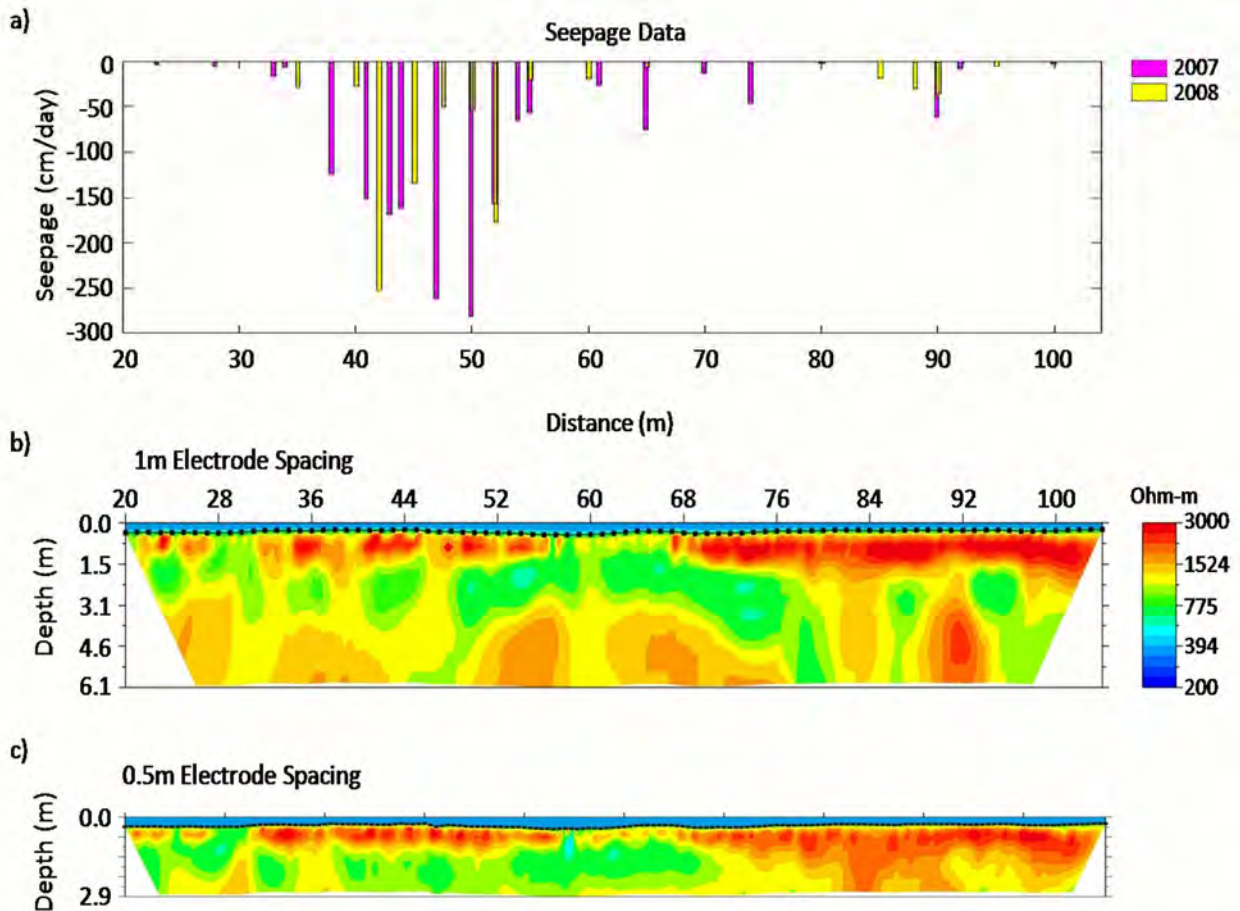 a)
Seepage Data
2007
2008
Seepage (cm/day)
0
-50
-100
-150
-200
-250
-300
20 30 40 50 60 70 80 90 100
Distance (m)
b)
1m Electrode Spacing
20 28 36 44 52 60 68 76 84 92 100
Ohm-m
Depth (m)
0.0
1.5
3.1
4.6
6.1
3000
1524
775
394
200
c)
0.5m Electrode Spacing
Depth (m)
0.0
2.9